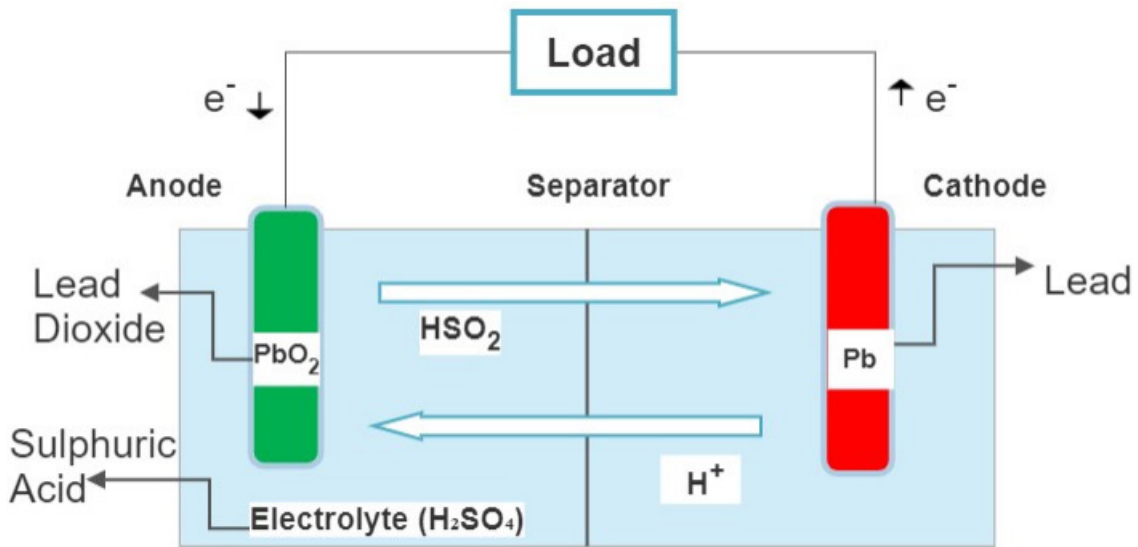 Load
e⁻
e⁻
Anode
Separator
Cathode
Lead
Dioxide
Lead
HSO₂
PbO₂
Pb
Sulphuric
Acid
H⁺
Electrolyte (H₂SO₄)